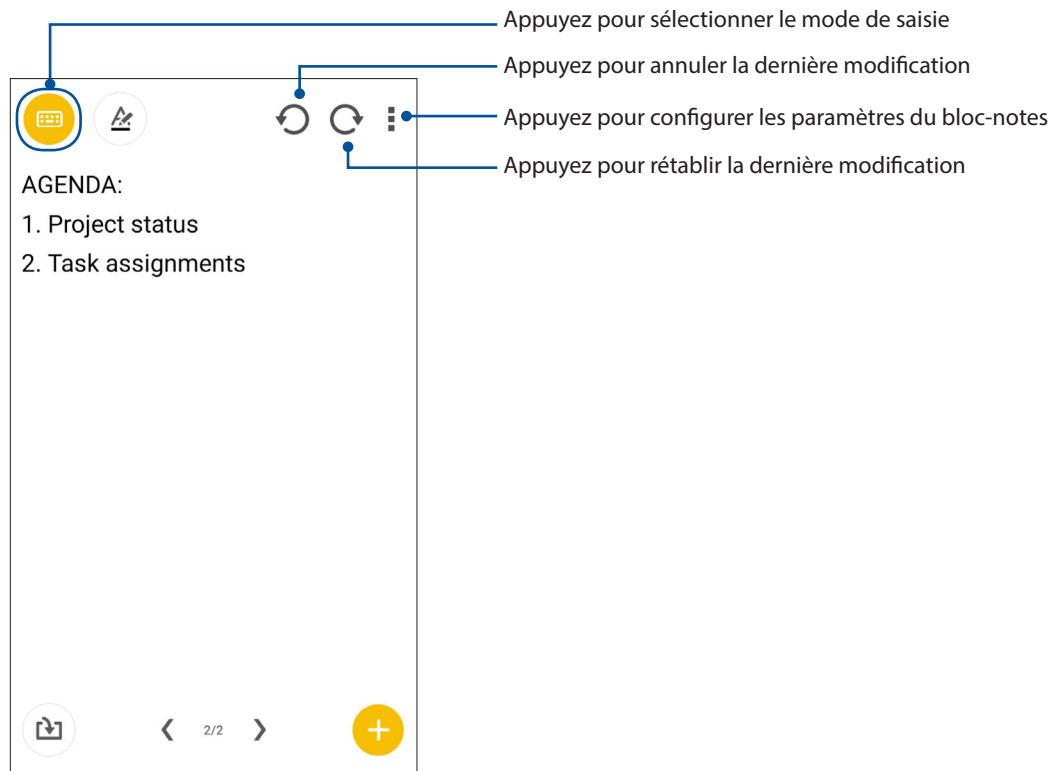 Appuyez pour sélectionner le mode de saisie
Appuyez pour annuler la dernière modification
Appuyez pour configurer les paramètres du bloc-notes
Appuyez pour rétablir la dernière modification
AGENDA:
1. Project status
2. Task assignments
2/2